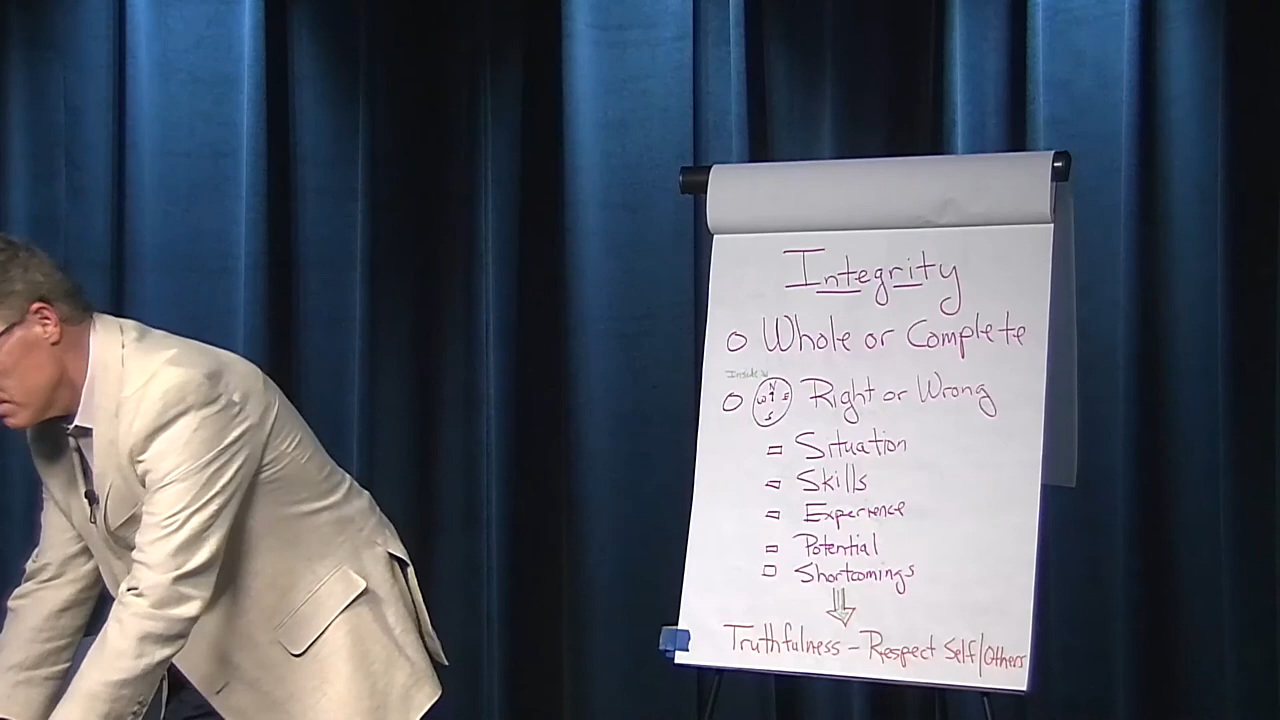 Integrity
O Whole or Complete
Inside
N
W E
S
O Right or Wrong
Situation
Skills
Experience
Potential
Shortcomings
Truthfulness - Respect Self/Others